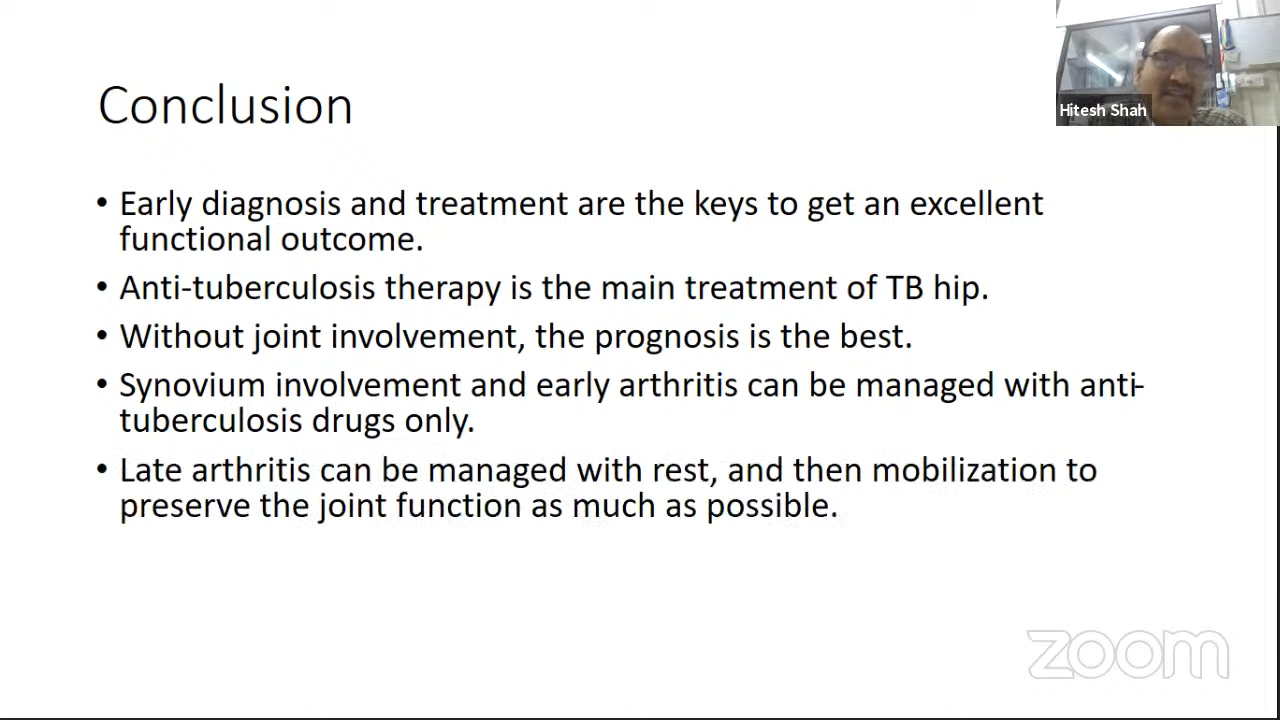 Conclusion
Hitesh Shah
• Early diagnosis and treatment are the keys to get an excellent
functional outcome.
• Anti-tuberculosis therapy is the main treatment of TB hip.
• Without joint involvement, the prognosis is the best.
• Synovium involvement and early arthritis can be managed with anti-
tuberculosis drugs only.
• Late arthritis can be managed with rest, and then mobilization to
preserve the joint function as much as possible.
zoom